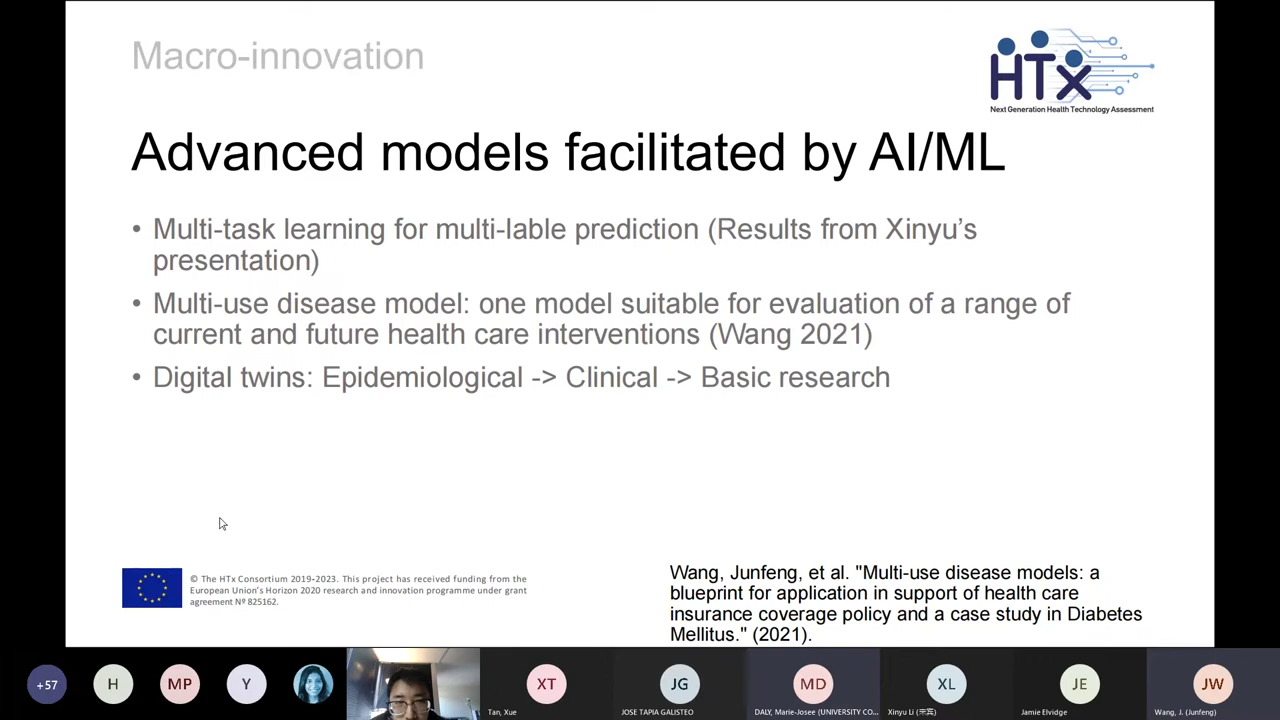 Macro-innovation
HTx
Next Generation Health Technology Assessment
Advanced models facilitated by AI/ML
• Multi-task learning for multi-lable prediction (Results from Xinyu's
presentation)
• Multi-use disease model: one model suitable for evaluation of a range of
current and future health care interventions (Wang 2021)
• Digital twins: Epidemiological -> Clinical -> Basic research
© The HTx Consortium 2019-2023. This project has received funding from the
European Union's Horizon 2020 research and innovation programme under grant
agreement Nº 825162.
Wang, Junfeng, et al. "Multi-use disease models: a
blueprint for application in support of health care
insurance coverage policy and a case study in Diabetes
Mellitus." (2021).
+57
H
MP
Y
XT
JG
MD
XL
JE
JW
Tan, Xue
JOSE TAPIA GALISTEO
DALY, Marie-Josee (UNIVERSITY CO...
Xinyu Li
Jamie Elvidge
Wang, J. (Junfeng)